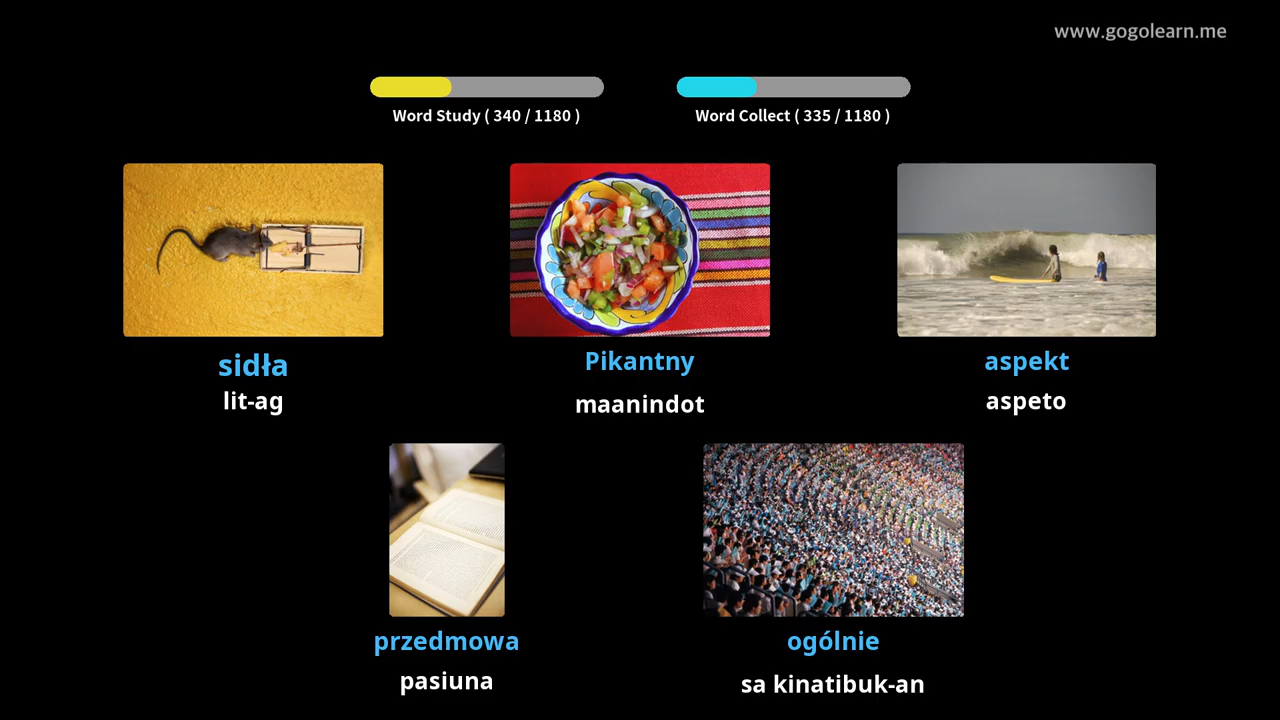 www.gogolearn.me
Word Study ( 340 / 1180 )
Word Collect ( 335 / 1180 )
sidła
lit-ag
Pikantny
maanindot
aspekt
aspeto
przedmowa
pasiuna
ogólnie
sa kinatibuk-an